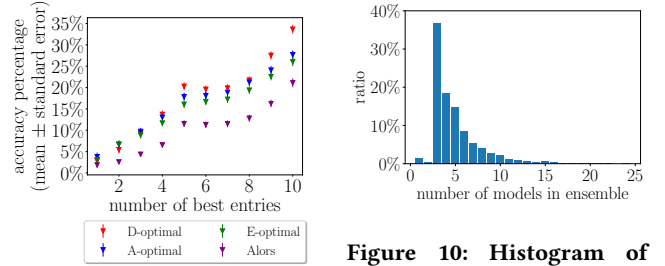 accuracy percentage
(mean ± standard error)
35%
30%
25%
20%
15%
10%
5%
0%
2 4 6 8 10
number of best entries
D-optimal
A-optimal
E-optimal
Alors
ratio
40%
30%
20%
10%
0%
0 5 10 15 20 25
number of models in ensemble
Figure 10: Histogram of